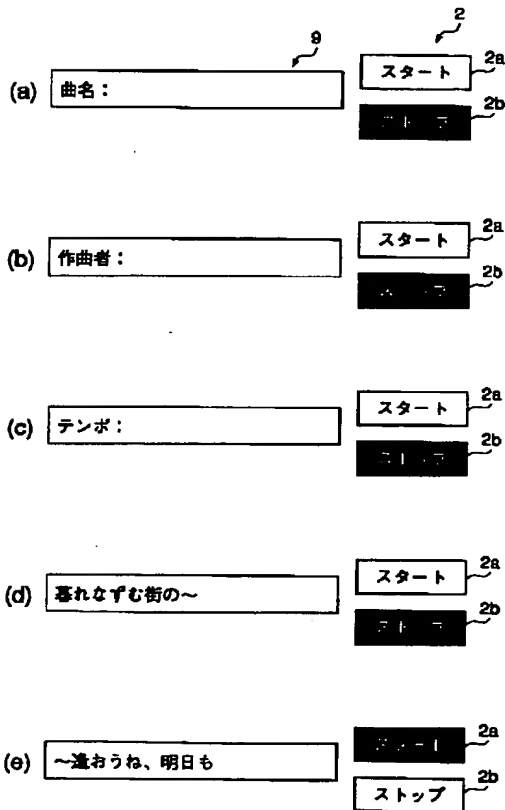 9
2
(a)
曲名：
スタート
2a
2b
(b)
作曲者：
スタート
2a
2b
(c)
テンポ：
スタート
2a
2b
(d)
暮れなずむ街の～
スタート
2a
2b
(e)
～逢おうね、明日も
2a
ストップ
2b